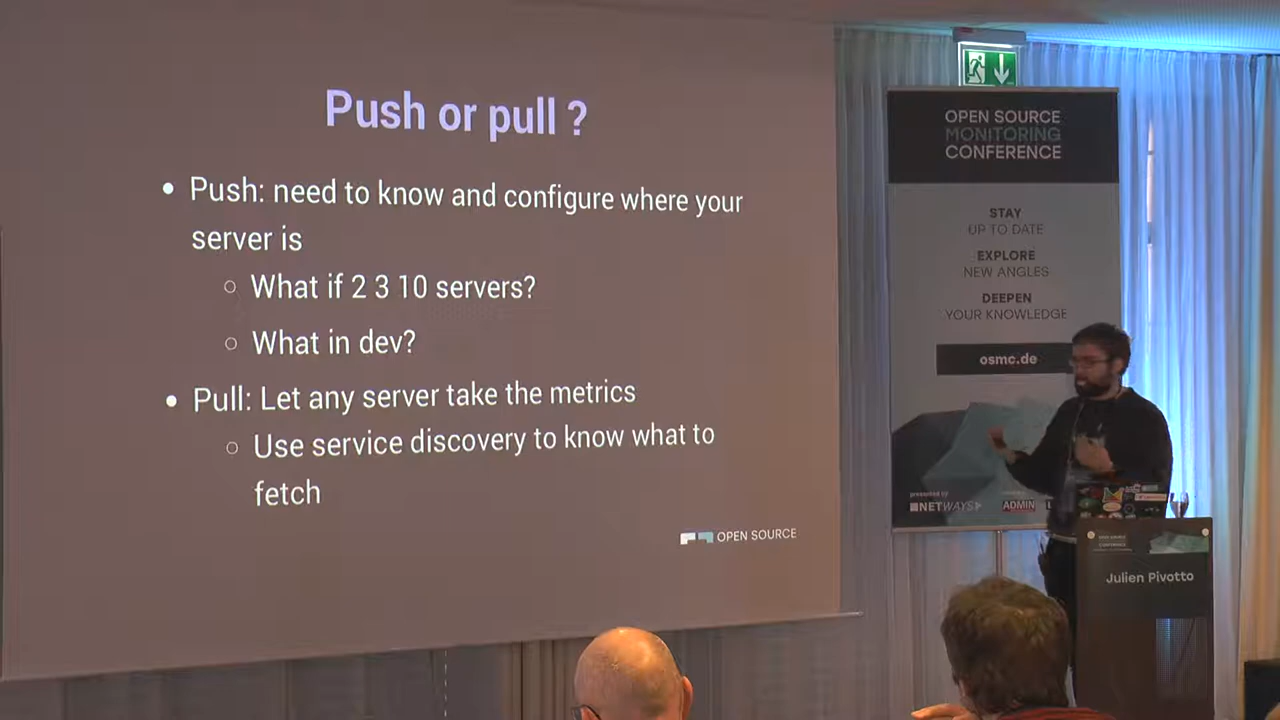 Push or pull ?
Push: need to know and configure where your
server is
What if 2 3 10 servers?
What in dev?
Pull: Let any server take the metrics
Use service discovery to know what to
fetch
OPEN SOURCE
OPEN SOURCE
MONITORING
CONFERENCE
STAY
UP TO DATE
EXPLORE
NEW ANGLES
DEEPEN
YOUR KNOWLEDGE
osmc.de
presented by
NETWAYS
ADMIN
Julien Pivotto